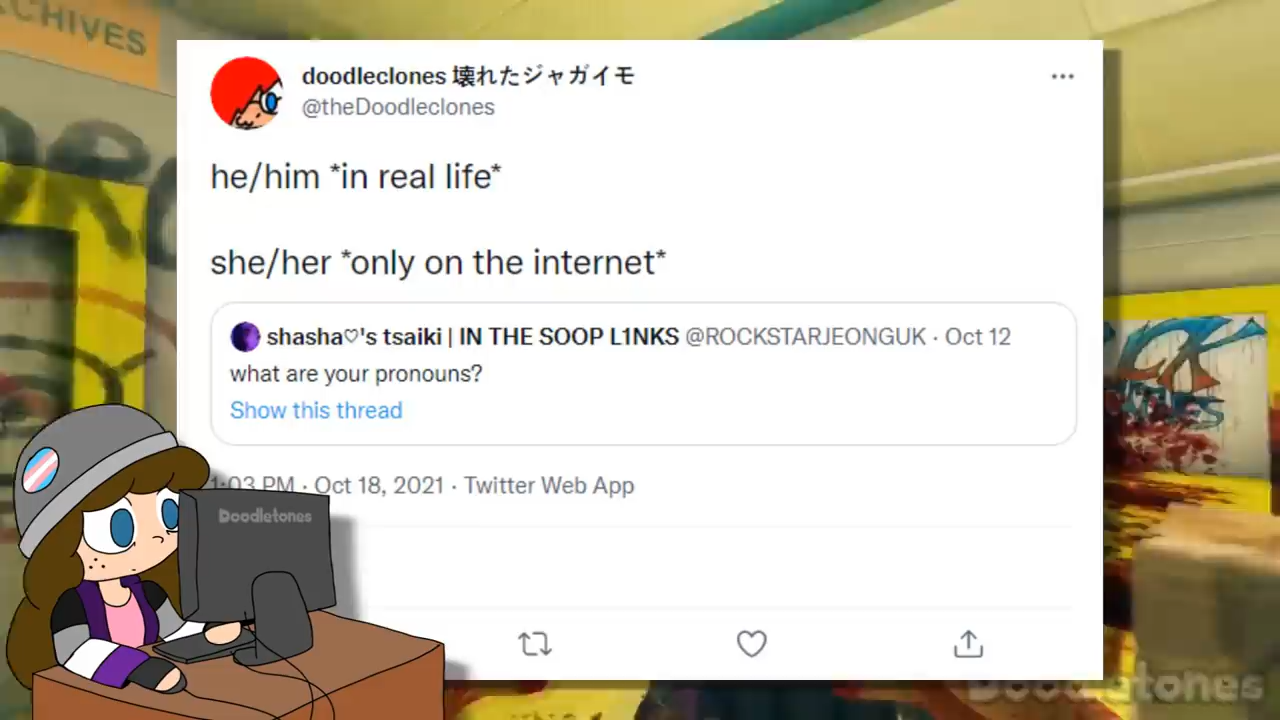 CHIVES
doodleclones 壊れたジャガイモ
@theDoodleclones
he/him *in real life*
she/her *only on the internet*
shasha♡'s tsaiki | IN THE SOOP L1NKS @ROCKSTARJEONGUK · Oct 12
what are your pronouns?
Show this thread
1:03 PM · Oct 18, 2021 · Twitter Web App
Doodletones
Doodletones